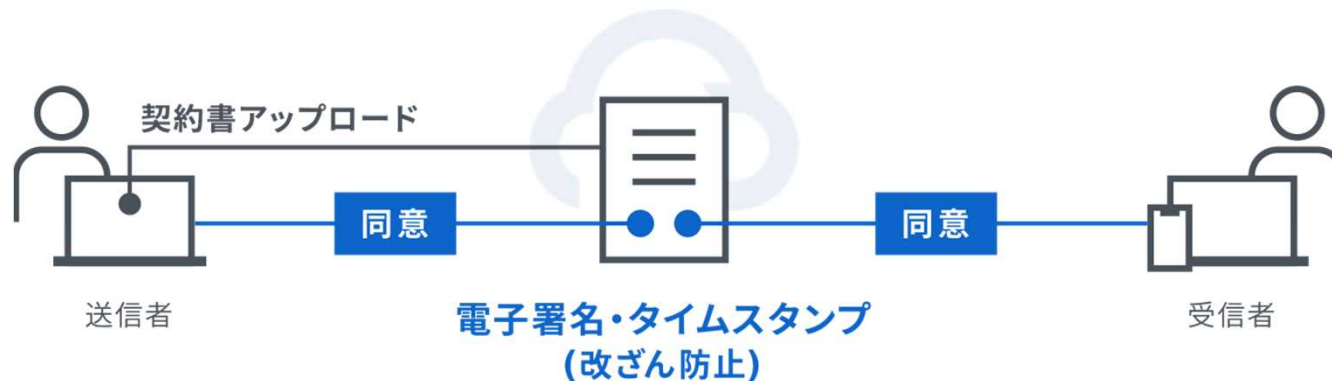 契約書アップロード
同意
同意
送信者
電子署名・タイムスタンプ
(改ざん防止)
受信者